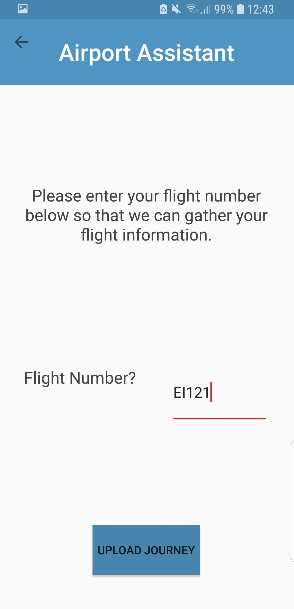 99% 12:43
Airport Assistant
Please enter your flight number
below so that we can gather your
flight information.
Flight Number?
EI121
UPLOAD JOURNEY